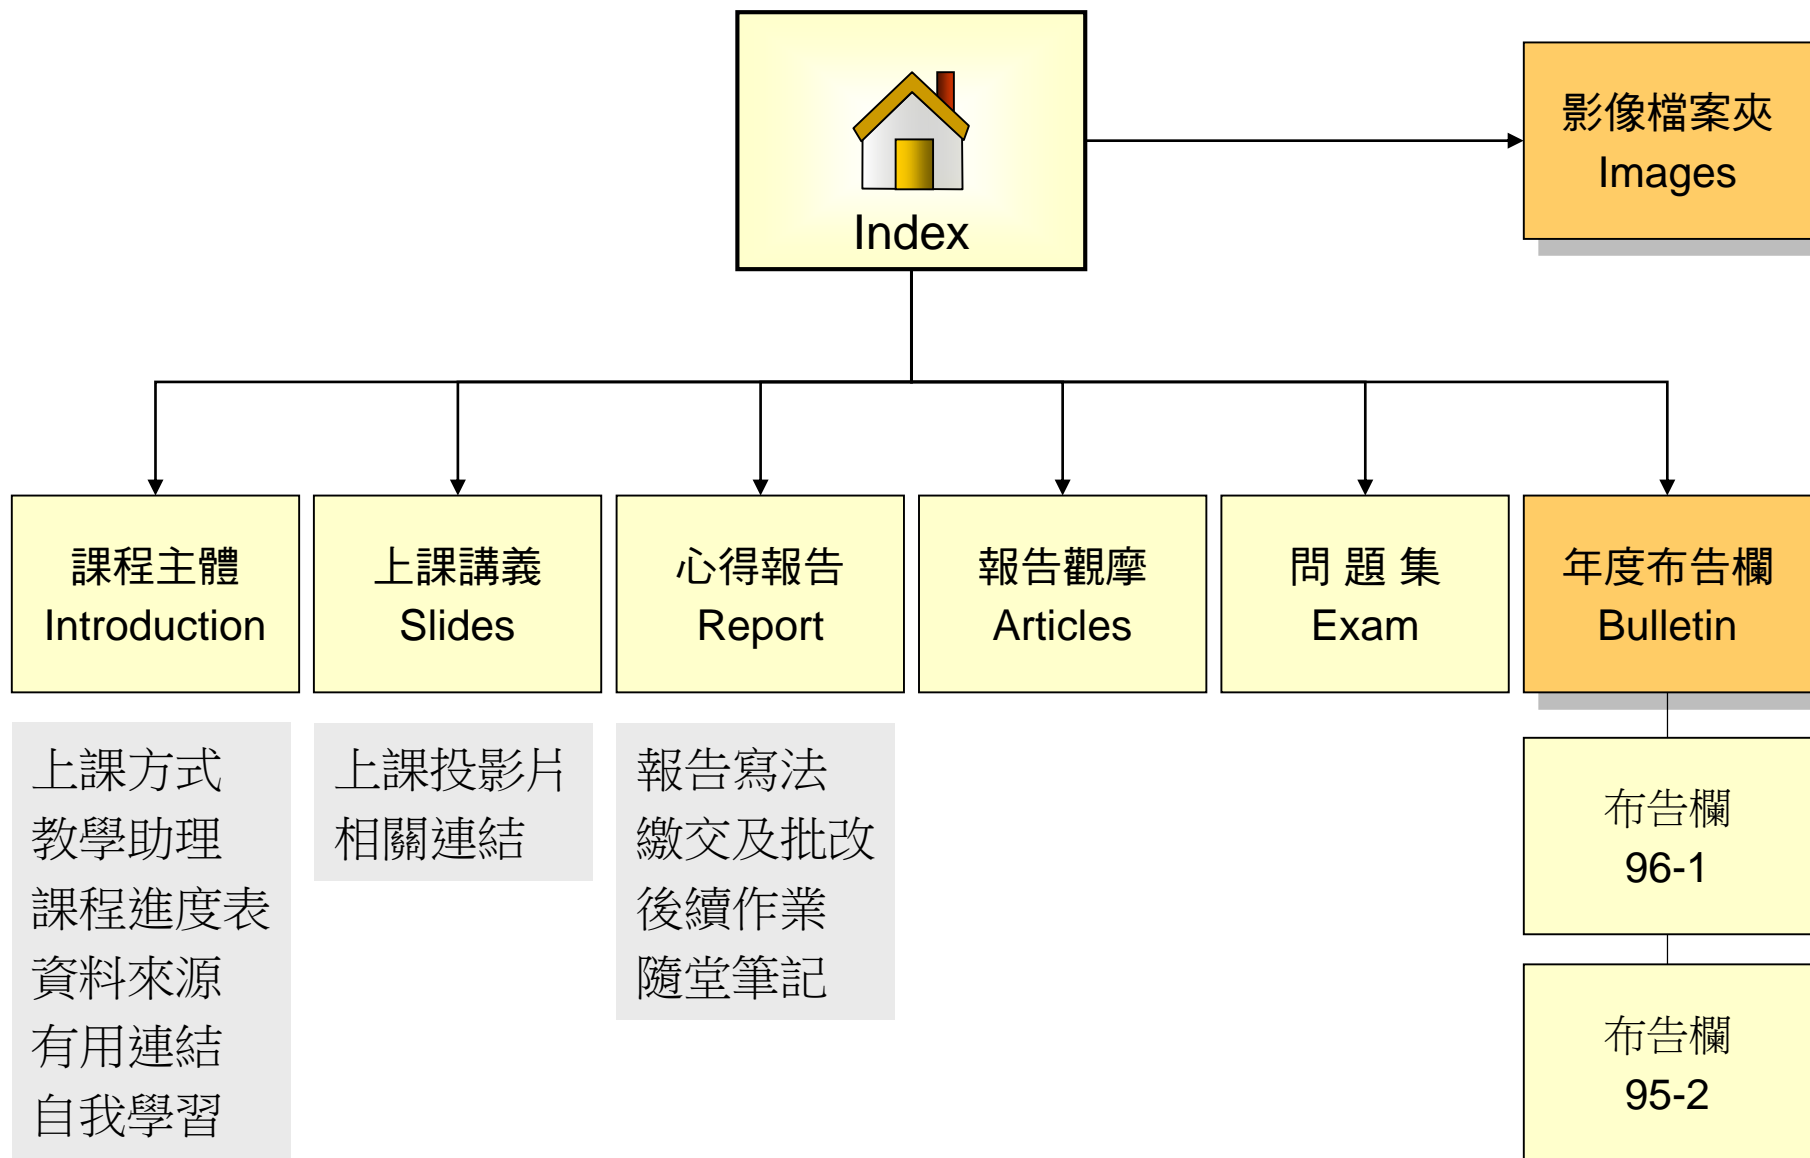 Index
影像檔案夾
Images
課程主體
Introduction
上課講義
Slides
心得報告
Report
報告觀摩
Articles
問 題 集
Exam
年度布告欄
Bulletin
上課方式
教學助理
課程進度表
資料來源
有用連結
自我學習
上課投影片
相關連結
報告寫法
繳交及批改
後續作業
隨堂筆記
布告欄
96-1
布告欄
95-2